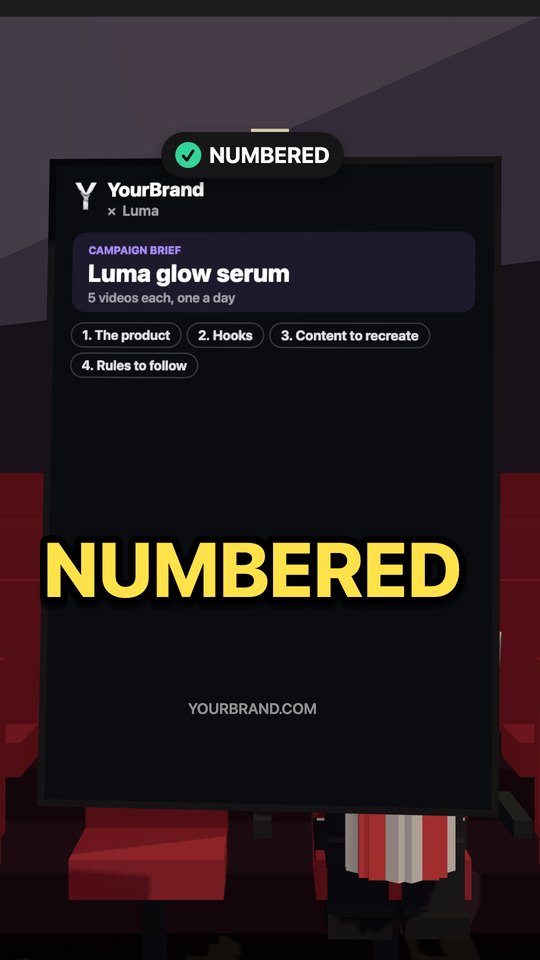 NUMBERED
YourBrand
× Luma
CAMPAIGN BRIEF
Luma glow serum
5 videos each, one a day
1. The product
2. Hooks
3. Content to recreate
4. Rules to follow
NUMBERED
YOURBRAND.COM